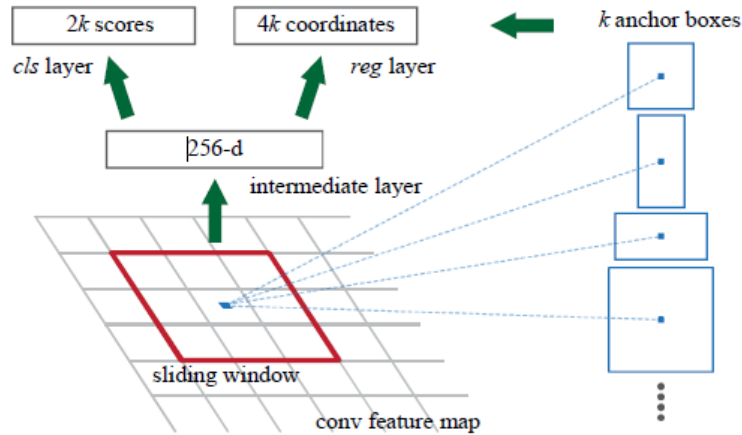 2k scores
4k coordinates
k anchor boxes
cls layer
reg layer
256-d
intermediate layer
sliding window
conv feature map